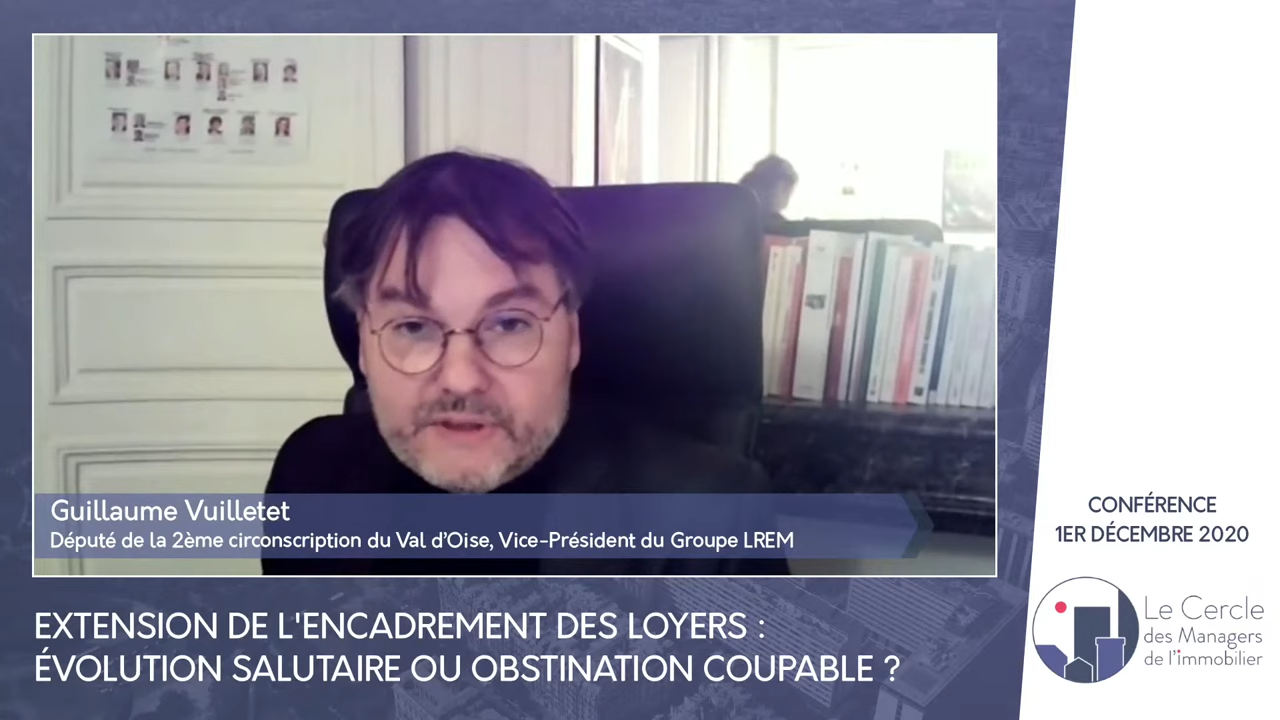 Guillaume Vuilletet
Député de la 2ème circonscription du Val d'Oise, Vice-Président du Groupe LREM
EXTENSION DE L'ENCADREMENT DES LOYERS :
ÉVOLUTION SALUTAIRE OU OBSTINATION COUPABLE ?
CONFÉRENCE
1ER DÉCEMBRE 2020
Le Cercle
des Managers
de l'immobilier